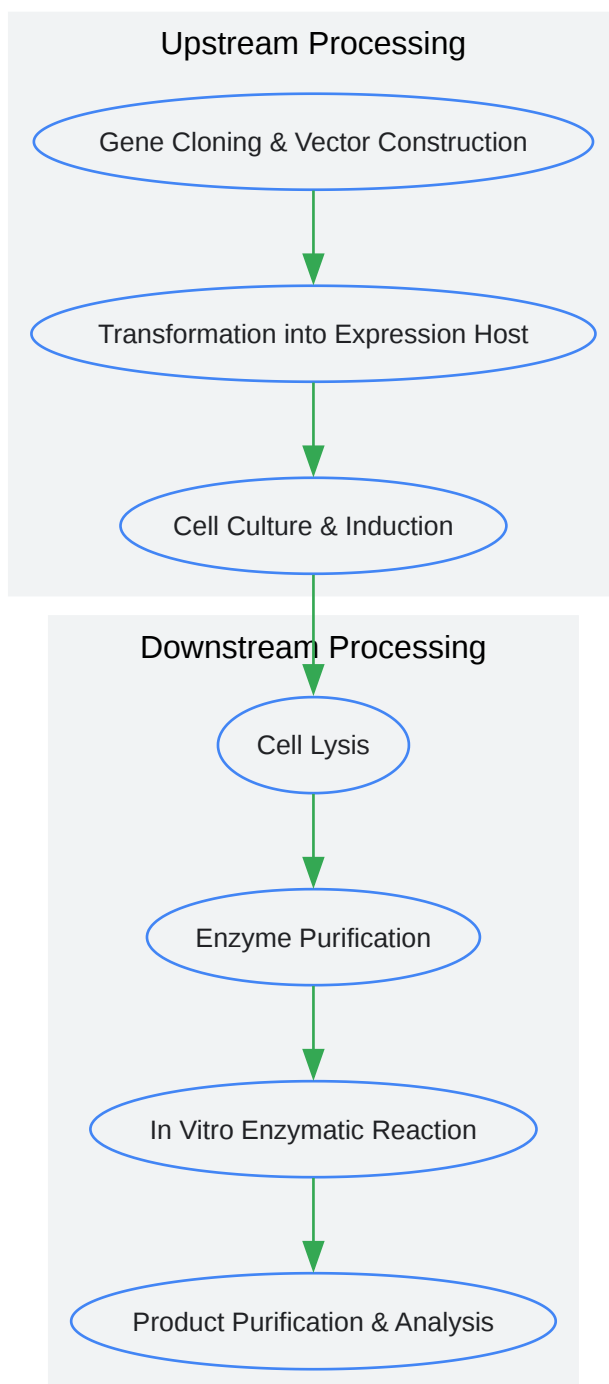 Upstream Processing
Gene Cloning & Vector Construction
Transformation into Expression Host
Cell Culture & Induction
Downstream Processing
Cell Lysis
Enzyme Purification
In Vitro Enzymatic Reaction
Product Purification & Analysis